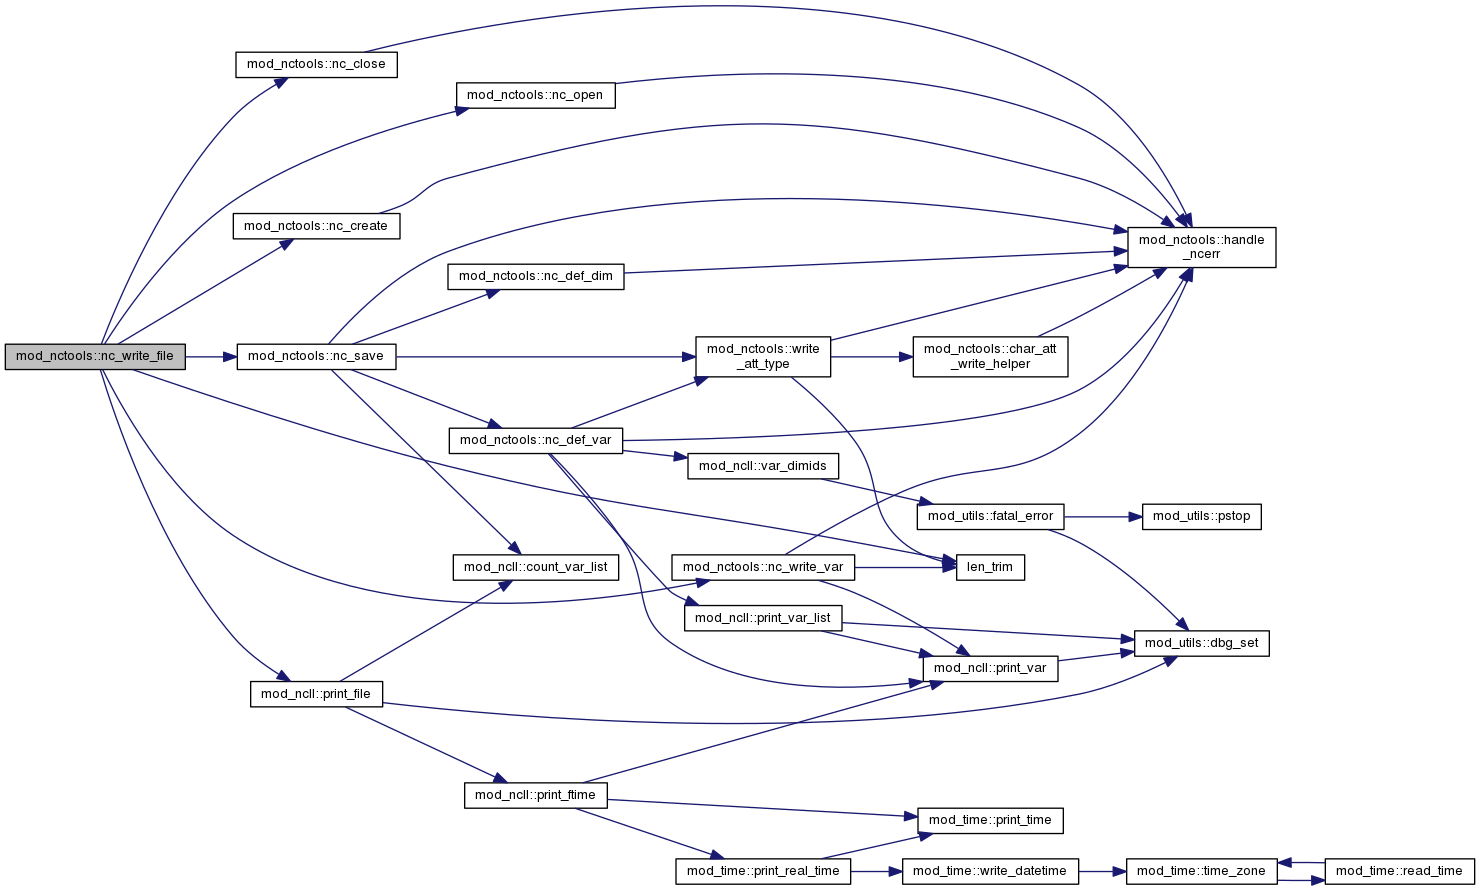 mod_nctools::nc_close
mod_nctools::nc_open
mod_nctools::nc_create
mod_nctools::handle
_ncerr
mod_nctools::nc_def_dim
mod_nctools::nc_write_file
mod_nctools::nc_save
mod_nctools::write
_att_type
mod_nctools::char_att
_write_helper
mod_nctools::nc_def_var
mod_ncll::var_dimids
mod_utils::fatal_error
mod_utils::pstop
mod_ncll::count_var_list
mod_nctools::nc_write_var
len_trim
mod_ncll::print_var_list
mod_utils::dbg_set
mod_ncll::print_var
mod_ncll::print_file
mod_ncll::print_ftime
mod_time::print_time
mod_time::print_real_time
mod_time::write_datetime
mod_time::time_zone
mod_time::read_time